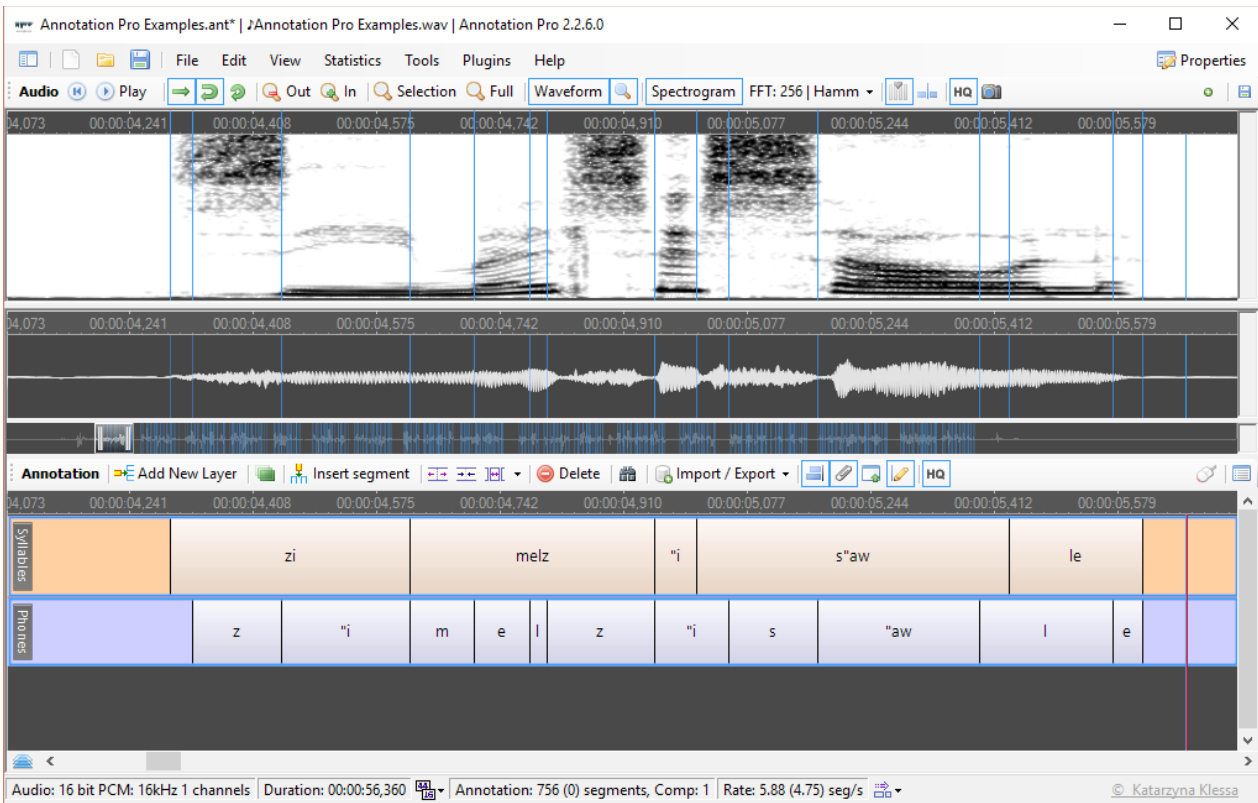 Annotation Pro Examples.ant* | ♪Annotation Pro Examples.wav | Annotation Pro 2.2.6.0
File Edit View Statistics Tools Plugins Help Properties
Audio Play Out In Selection Full Waveform Spectrogram FFT: 256 | Hamm HQ
04,073 00:00:04,241 00:00:04,408 00:00:04,575 00:00:04,742 00:00:04,910 00:00:05,077 00:00:05,244 00:00:05,412 00:00:05,579
04,073 00:00:04,241 00:00:04,408 00:00:04,575 00:00:04,742 00:00:04,910 00:00:05,077 00:00:05,244 00:00:05,412 00:00:05,579
Annotation Add New Layer Insert segment Delete Import / Export HQ
04,073 00:00:04,241 00:00:04,408 00:00:04,575 00:00:04,742 00:00:04,910 00:00:05,077 00:00:05,244 00:00:05,412 00:00:05,579
Syllables zi melz "i s"aw le
Phones z "i m e l z "i s "aw l e
Audio: 16 bit PCM: 16kHz 1 channels Duration: 00:00:56,360 44 16 Annotation: 756 (0) segments, Comp: 1 Rate: 5.88 (4.75) seg/s © Katarzyna Klessa